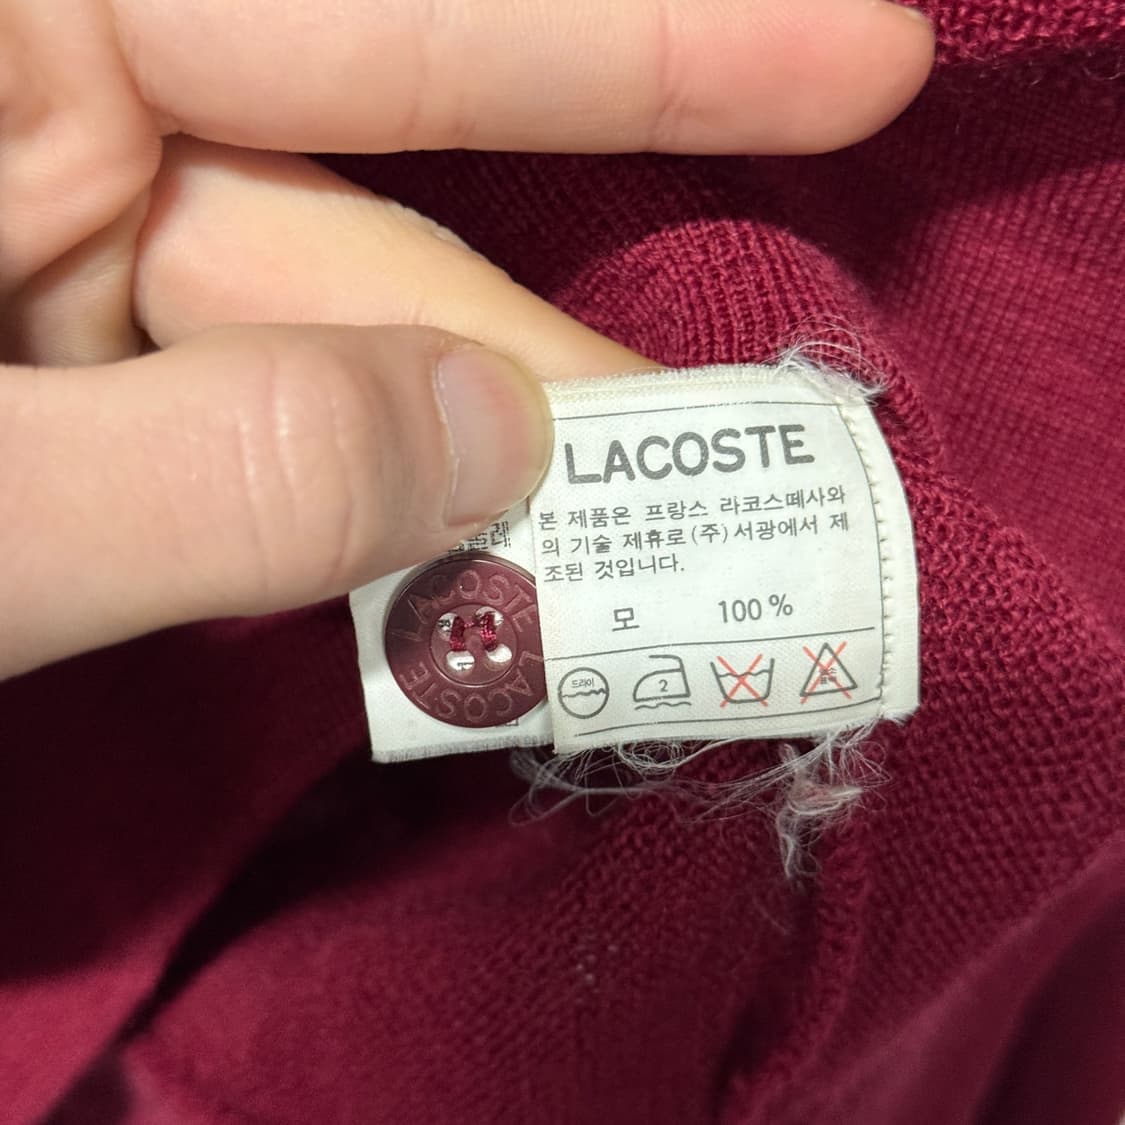 LACOSTE
본 제품은 프랑스 라코스떼사와
의 기술 제휴로 (주)서광에서 제
조된 것입니다.
모 100%
드라이 2
LACOSTE LACOSTE